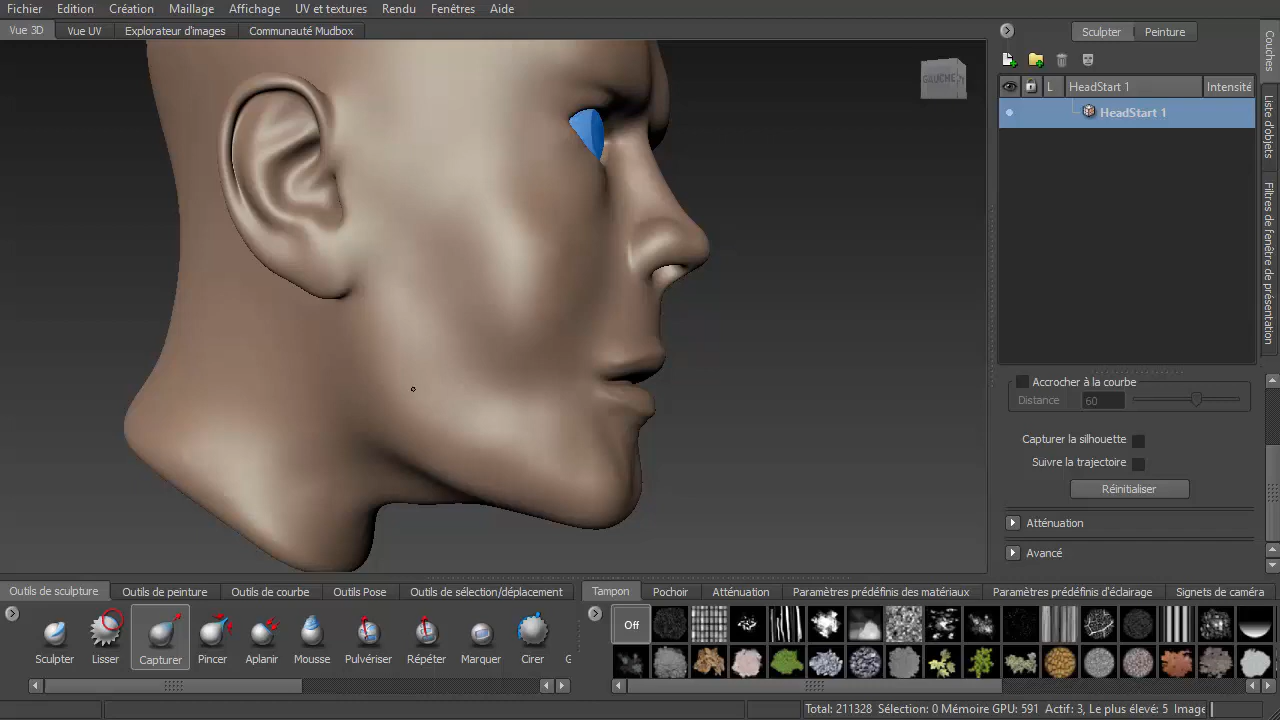 Fichier Edition Création Maillage Affichage UV et textures Rendu Fenêtres Aide
Vue 3D Vue UV Explorateur d'images Communauté Mudbox
GAUCHE
Sculpter Peinture
L HeadStart 1 Intensité
HeadStart 1
Couches
Liste d'objets
Filtres de fenêtre de présentation
Accrocher à la courbe
Distance 60
Capturer la silhouette
Suivre la trajectoire
Réinitialiser
Atténuation
Avancé
Outils de sculpture Outils de peinture Outils de courbe Outils Pose Outils de sélection/déplacement
Sculpter Lisser Capturer Pincer Aplanir Mousse Pulvériser Répéter Marquer Cirer G
Tampon Pochoir Atténuation Paramètres prédéfinis des matériaux Paramètres prédéfinis d'éclairage Signets de caméra
Off
Total: 211328 Sélection: 0 Mémoire GPU: 591 Actif: 3, Le plus élevé: 5 Image